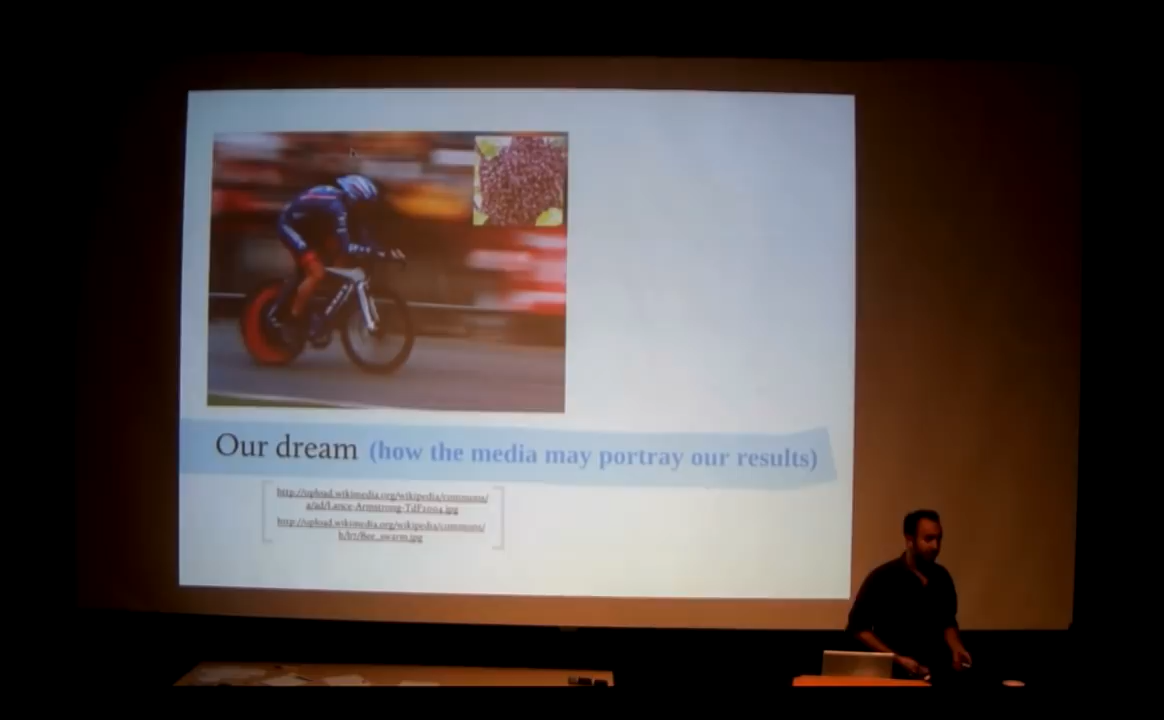 Our dream (how the media may portray our results)
http://upload.wikimedia.org/wikipedia/commons/
a/ad/Lance-Armstrong-TdF2004.jpg
http://upload.wikimedia.org/wikipedia/commons/
Bee_swarm.jpg